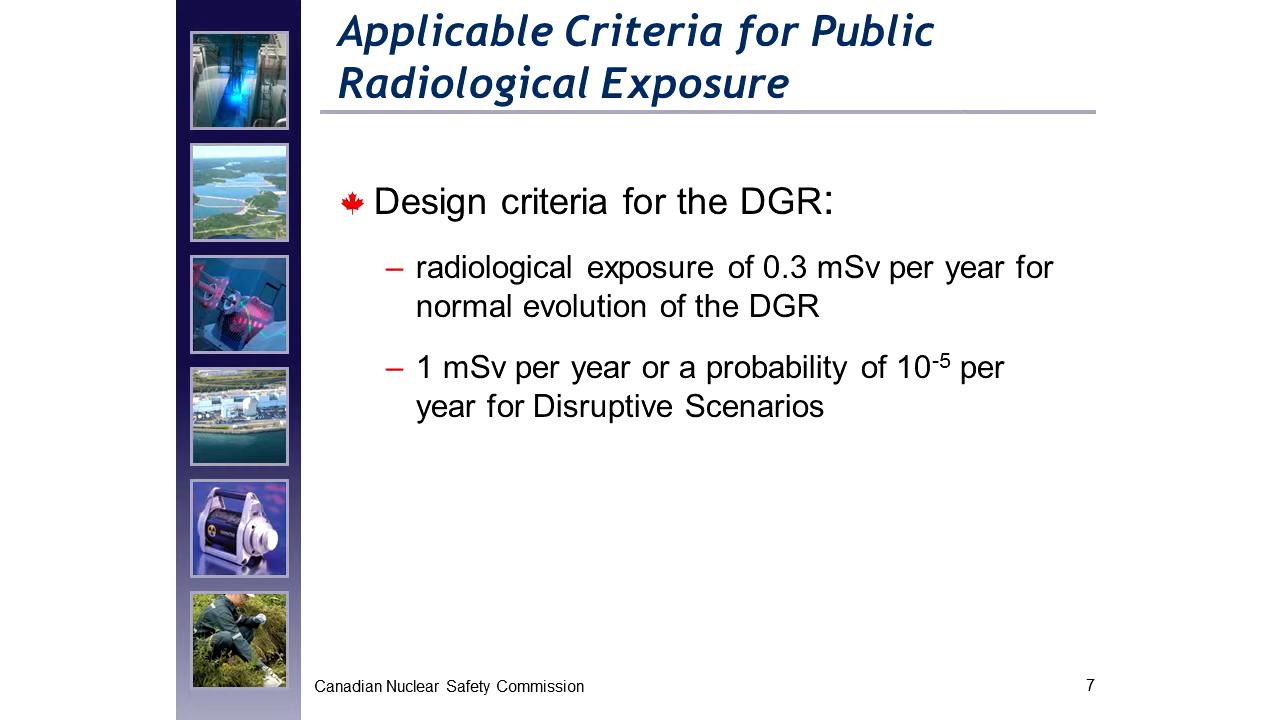 Applicable Criteria for Public
Radiological Exposure
Design criteria for the DGR:
– radiological exposure of 0.3 mSv per year for
normal evolution of the DGR
– 1 mSv per year or a probability of 10⁻⁵ per
year for Disruptive Scenarios
Canadian Nuclear Safety Commission
7